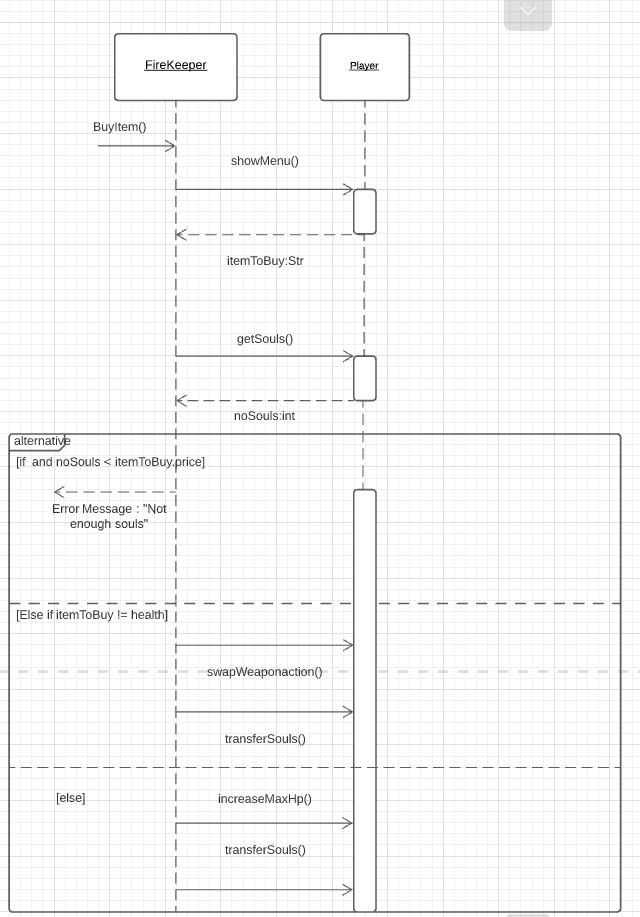 FireKeeper
Player
BuyItem()
showMenu()
itemToBuy:Str
getSouls()
noSouls:int
alternative
[if  and noSouls < itemToBuy.price]
Error Message : "Not
enough souls"
[Else if itemToBuy != health]
swapWeaponaction()
transferSouls()
[else]
increaseMaxHp()
transferSouls()